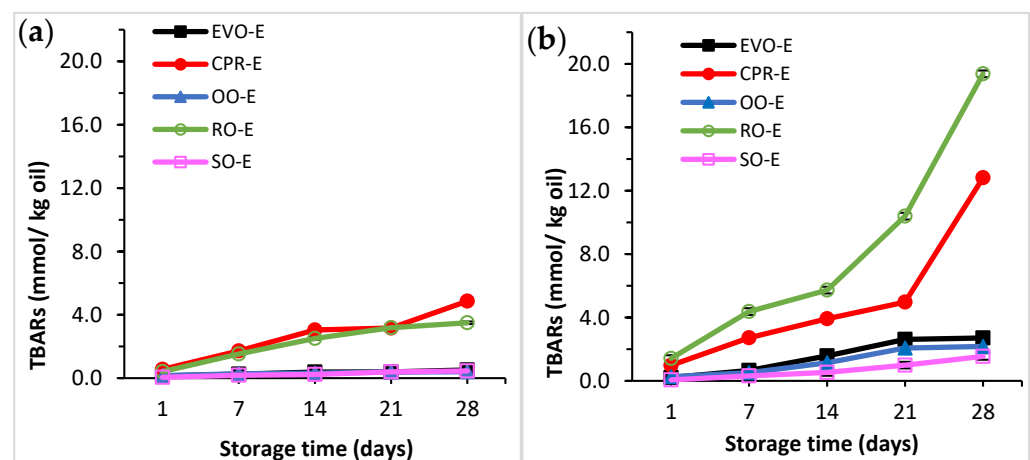 (a)
EVO-E
CPR-E
OO-E
RO-E
SO-E
TBARs (mmol/ kg oil)
20.0
16.0
12.0
8.0
4.0
0.0
1 7 14 21 28
Storage time (days)
(b)
EVO-E
CPR-E
OO-E
RO-E
SO-E
TBARs (mmol/ kg oil)
20.0
16.0
12.0
8.0
4.0
0.0
1 7 14 21 28
Storage time (days)